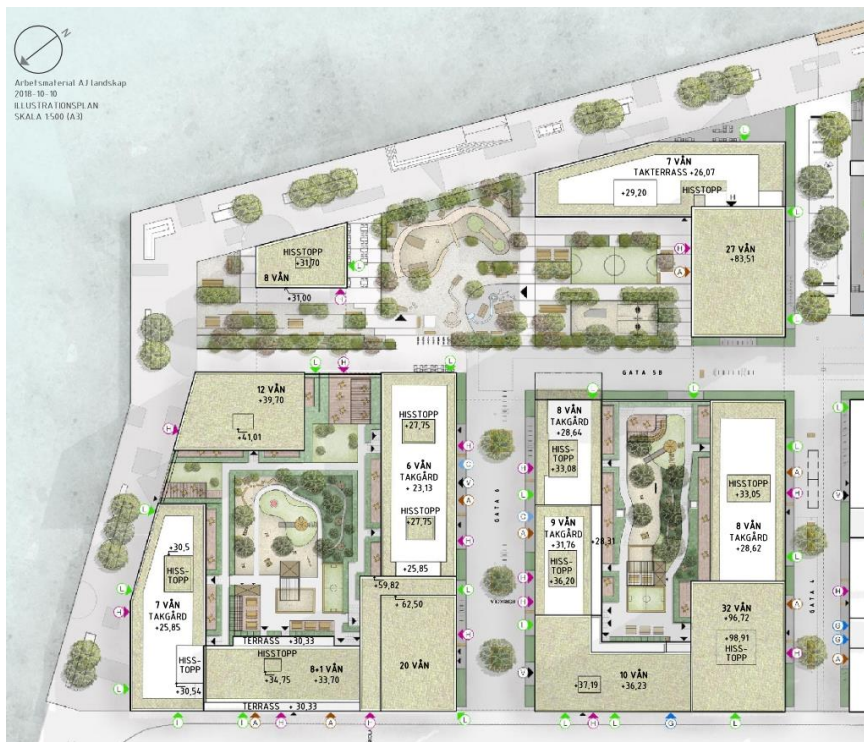 N
Arbetsmaterial AJ landskap
2018-10-10
ILLUSTRATIONSPLAN
SKALA 1:500 (A3)
7 VÅN
TAKTERRASS +26,07
+29,20
HISSTOPP
H
L
L
27 VÅN
+83,51
H
A
L
HISSTOPP
+31,70
8 VÅN
+31,00
L
H
GATA 5B
L
H
L
12 VÅN
+39,70
+41,01
H
L
HISSTOPP
+27,75
6 VÅN
TAKGÅRD
+ 23,13
HISSTOPP
+27,75
+25,85
H
G
V
A
H
GATA 6
L
L
8 VÅN
TAKGÅRD
+28,64
HISS-
TOPP
+33,08
H
L
G
A
9 VÅN
TAKGÅRD
+31,76
HISS-
TOPP
+36,20
+28,31
H
H
L
V
HISSTOPP
+33,05
8 VÅN
TAKGÅRD
+28,62
L
A
H
L
L
V
GATA 4
+30,5
HISS-
TOPP
7 VÅN
TAKGÅRD
+25,85
HISS-
TOPP
+30,54
L
H
L
TERRASS +30,33
HISSTOPP
+34,75
8+1 VÅN
+33,70
TERRASS +30,33
+59,82
+ 62,50
20 VÅN
L
H
L
10 VÅN
+37,19
+36,23
32 VÅN
+96,72
+98,91
HISS-
TOPP
A
H
H
G
A
L
A
H
A
L
H
L
G
L